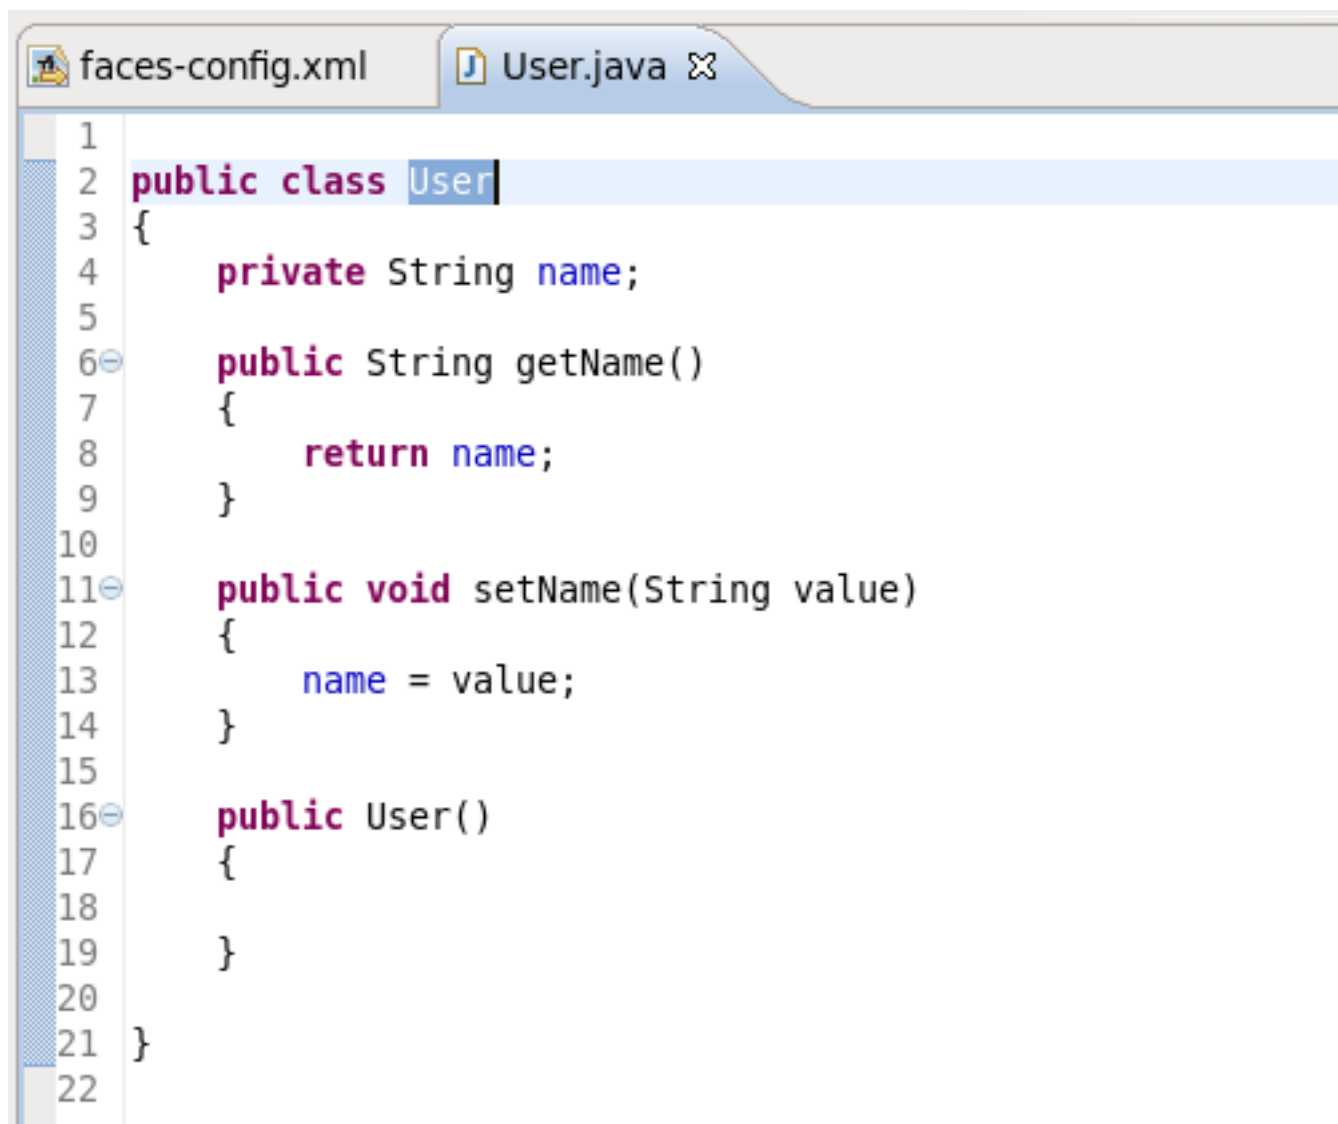 faces-config.xml User.java
1
2 public class User
3 {
4     private String name;
5
6     public String getName()
7     {
8         return name;
9     }
10
11     public void setName(String value)
12     {
13         name = value;
14     }
15
16     public User()
17     {
18
19     }
20
21 }
22